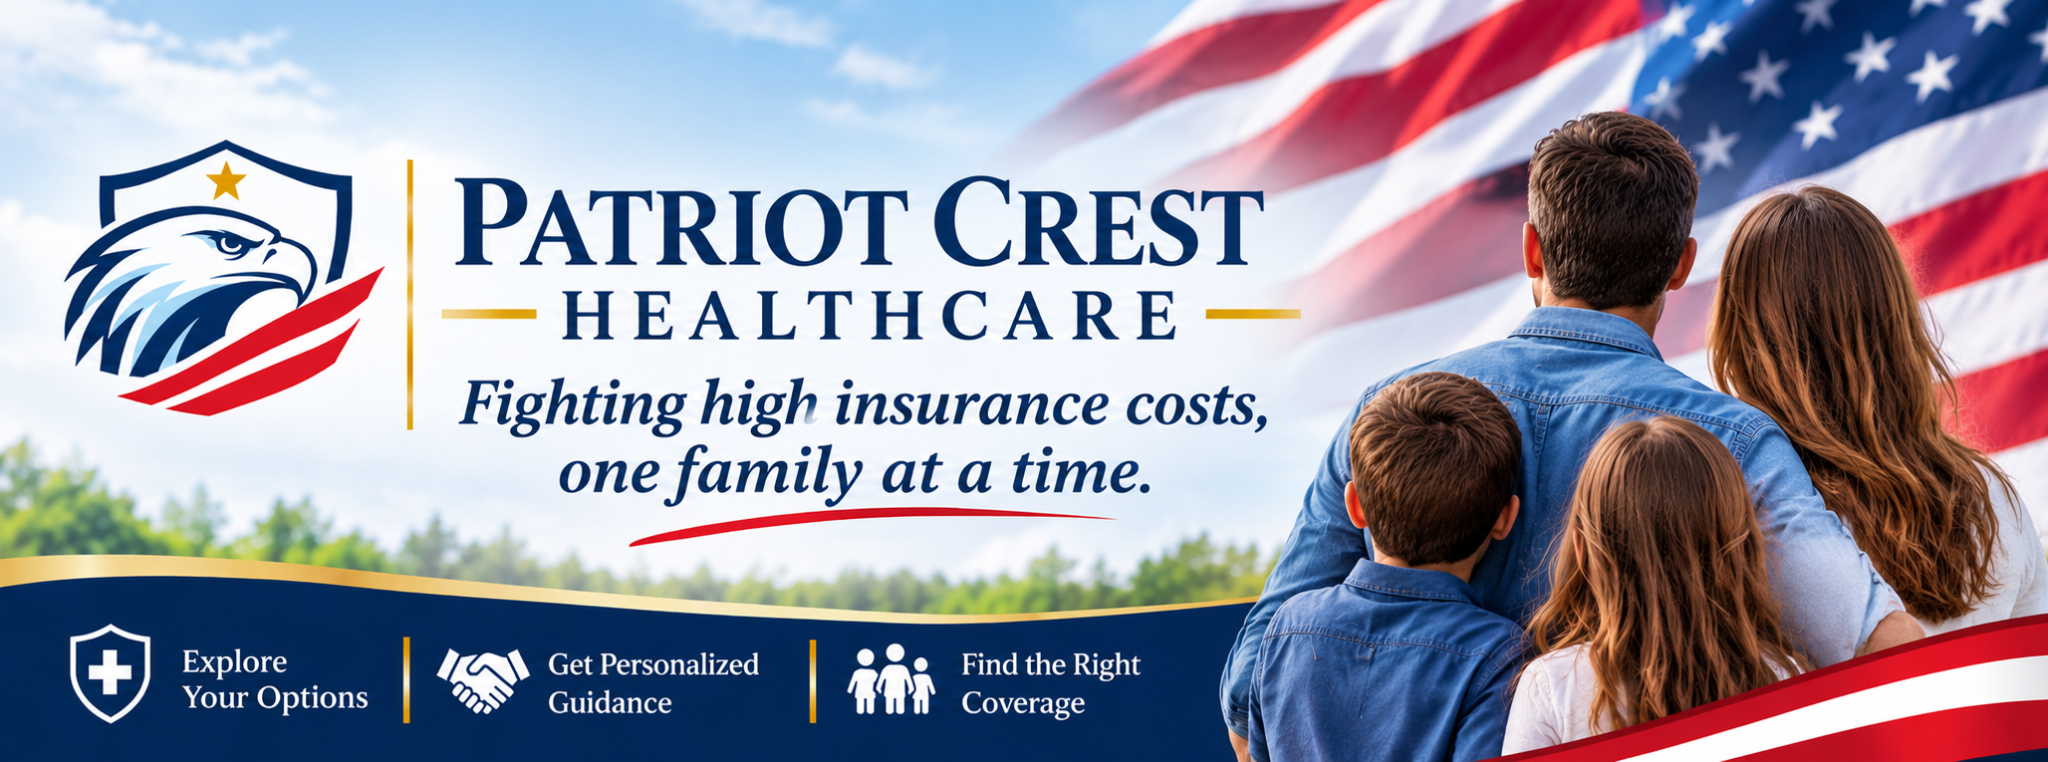 PATRIOT CREST
HEALTHCARE
Fighting high insurance costs,
one family at a time.
Explore
Your Options
Get Personalized
Guidance
Find the Right
Coverage